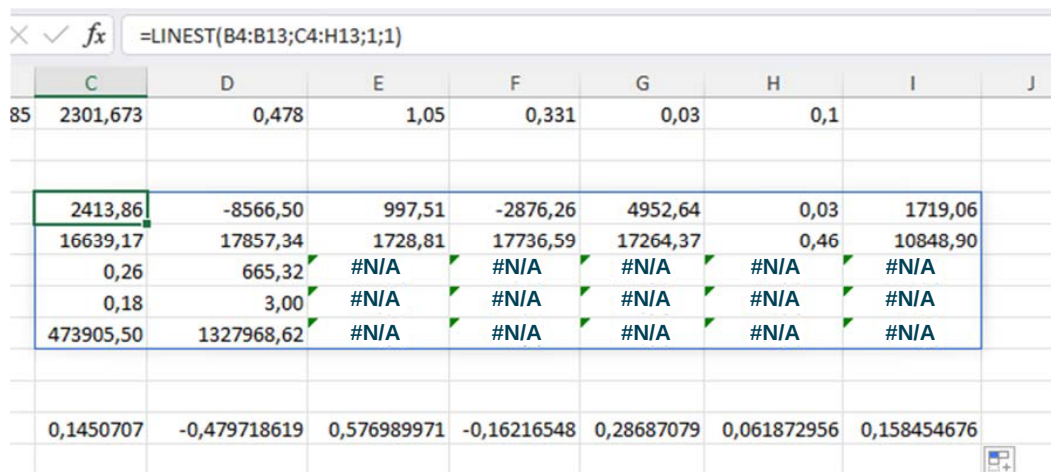 fx =LINEST(B4:B13;C4:H13;1;1)
C D E F G H I J
85 2301,673 0,478 1,05 0,331 0,03 0,1
2413,86 -8566,50 997,51 -2876,26 4952,64 0,03 1719,06
16639,17 17857,34 1728,81 17736,59 17264,37 0,46 10848,90
0,26 665,32 #N/A #N/A #N/A #N/A #N/A
0,18 3,00 #N/A #N/A #N/A #N/A #N/A
473905,50 1327968,62 #N/A #N/A #N/A #N/A #N/A
0,1450707 -0,479718619 0,576989971 -0,16216548 0,28687079 0,061872956 0,158454676